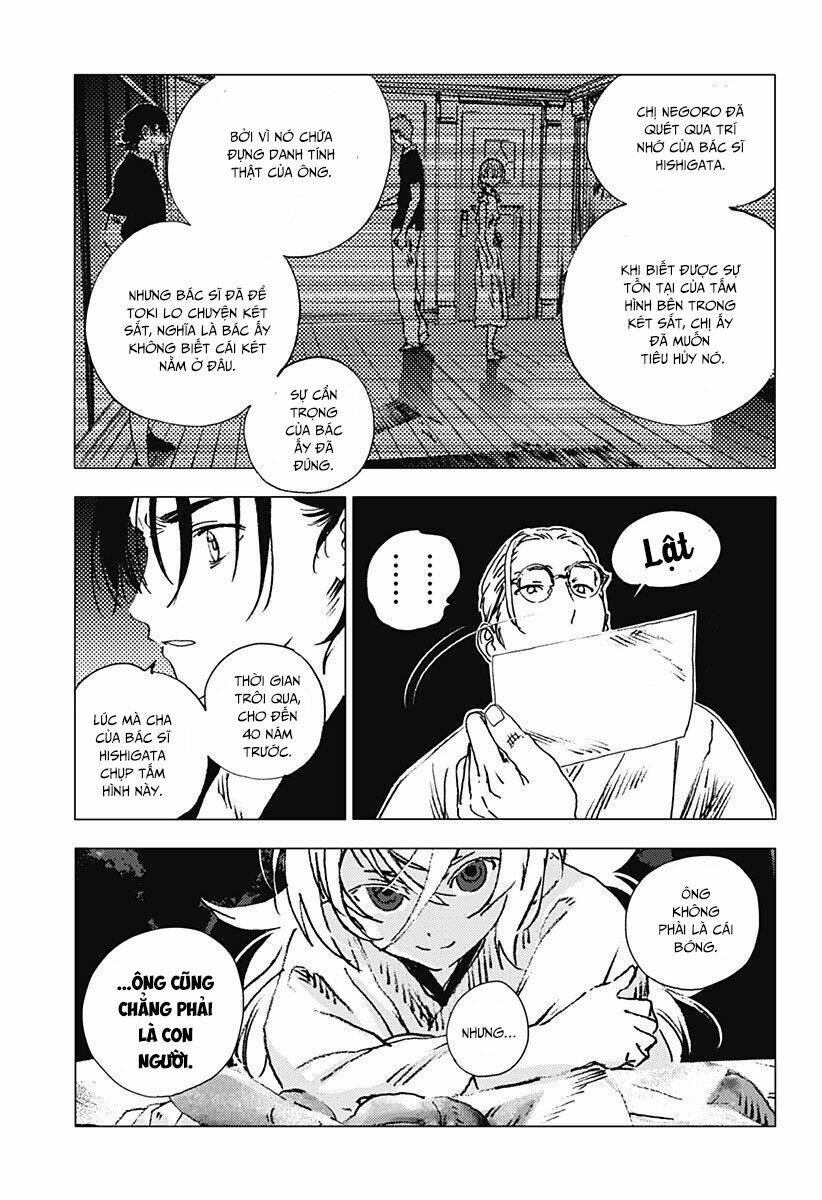 CHỊ NEGORO ĐÃ
QUÉT QUA TRÍ
NHỚ CỦA BÁC SĨ
HISHIGATA.
KHI BIẾT ĐƯỢC SỰ
TỒN TẠI CỦA TẤM
HÌNH BÊN TRONG
KÉT SẮT, CHỊ ẤY
ĐÃ MUỐN
TIÊU HỦY NÓ.
BỞI VÌ NÓ CHỨA
ĐỰNG DANH TÍNH
THẬT CỦA ÔNG.
NHƯNG BÁC SĨ ĐÃ ĐỂ
TOKI LO CHUYỆN KÉT
SẮT, NGHĨA LÀ BÁC ẤY
KHÔNG BIẾT CÁI KÉT
NẰM Ở ĐÂU.
SỰ CẨN
TRỌNG
CỦA BÁC
ẤY ĐÃ
ĐÚNG.
Lật
......
THỜI GIAN
TRÔI QUA,
CHO ĐẾN
40 NĂM
TRƯỚC.
LÚC MÀ CHA
CỦA BÁC SĨ
HISHIGATA
CHỤP TẤM
HÌNH NÀY.
ÔNG
KHÔNG
PHẢI LÀ CÁI
BÓNG.
NHƯNG...
...ÔNG CŨNG
CHẲNG PHẢI
LÀ CON
NGƯỜI.